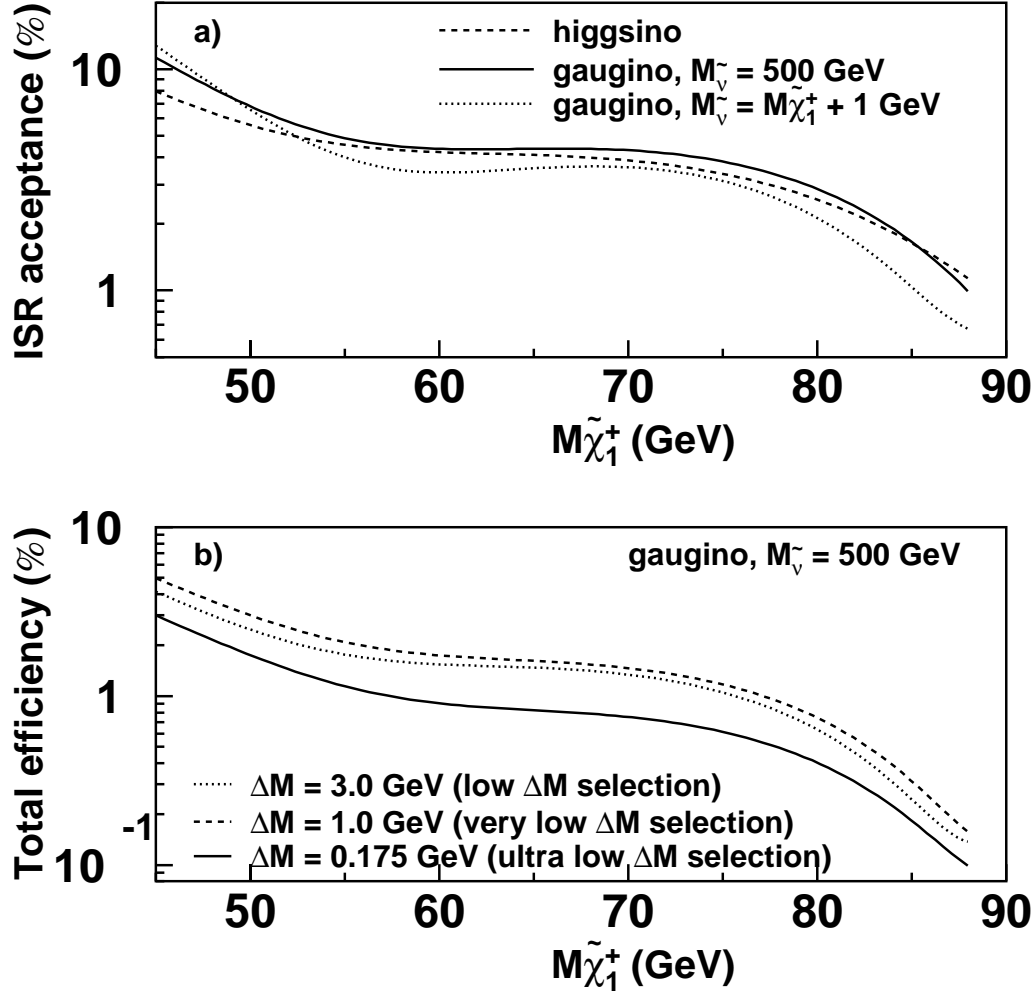 ISR acceptance (%)
a)
higgsino
gaugino, M_ν̃ = 500 GeV
gaugino, M_ν̃ = Mχ̃₁⁺ + 1 GeV
10
1
50 60 70 80 90
Mχ̃₁⁺ (GeV)
Total efficiency (%)
b)
gaugino, M_ν̃ = 500 GeV
10
1
10⁻¹
ΔM = 3.0 GeV (low ΔM selection)
ΔM = 1.0 GeV (very low ΔM selection)
ΔM = 0.175 GeV (ultra low ΔM selection)
50 60 70 80 90
Mχ̃₁⁺ (GeV)